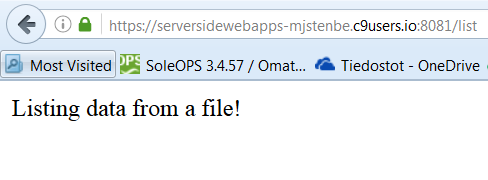 https://serversidewebapps-mjstenbe.c9users.io:8081/list
Most Visited OPS SoleOPS 3.4.57 / Omat... Tiedostot - OneDrive
Listing data from a file!